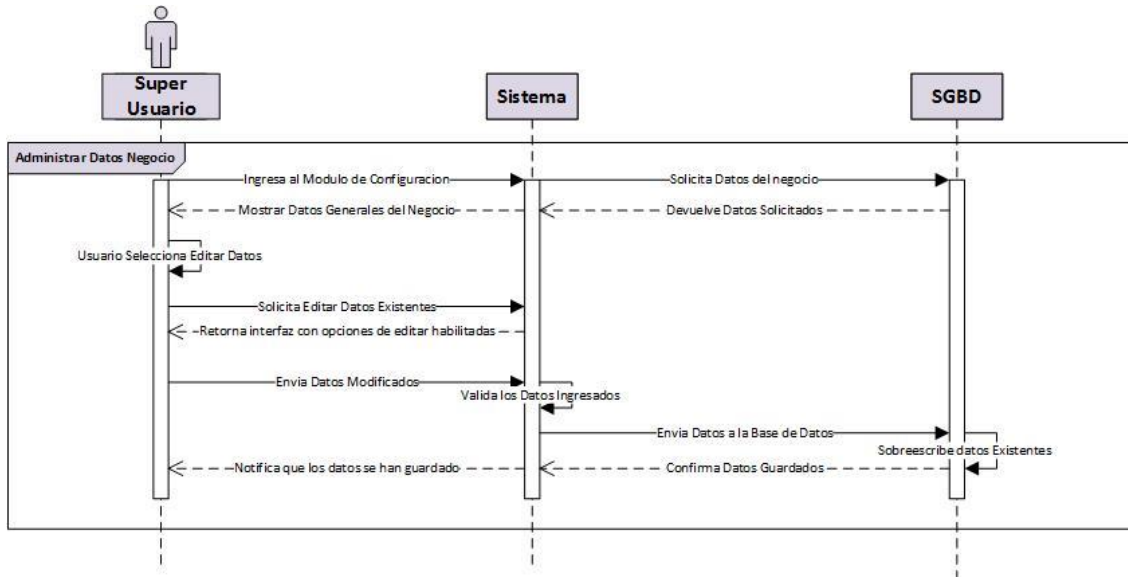 Super
Usuario
Sistema
SGBD
Administrar Datos Negocio
Ingresa al Modulo de Configuracion
Solicita Datos del negocio
Mostrar Datos Generales del Negocio
Devuelve Datos Solicitados
Usuario Selecciona Editar Datos
Solicita Editar Datos Existentes
Retorna interfaz con opciones de editar habilitadas
Envia Datos Modificados
Valida los Datos Ingresados
Envia Datos a la Base de Datos
Sobreescribe datos Existentes
Notifica que los datos se han guardado
Confirma Datos Guardados